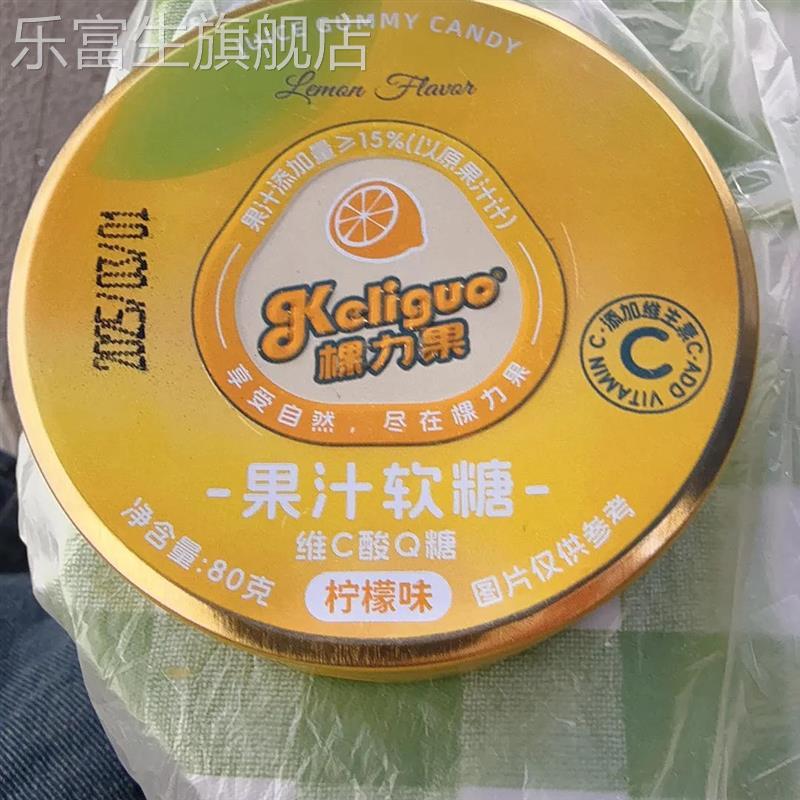 乐富生旗舰店
JUICE GUMMY CANDY
Lemon Flavor
果汁添加量≥15%(以原果汁计)
2025/03/01
Keliguo®
棵力果
享受自然，尽在棵力果
·添加维生素C·ADD VITAMIN C
C
-果汁软糖-
维C酸Q糖
净含量:80克
柠檬味
图片仅供参考